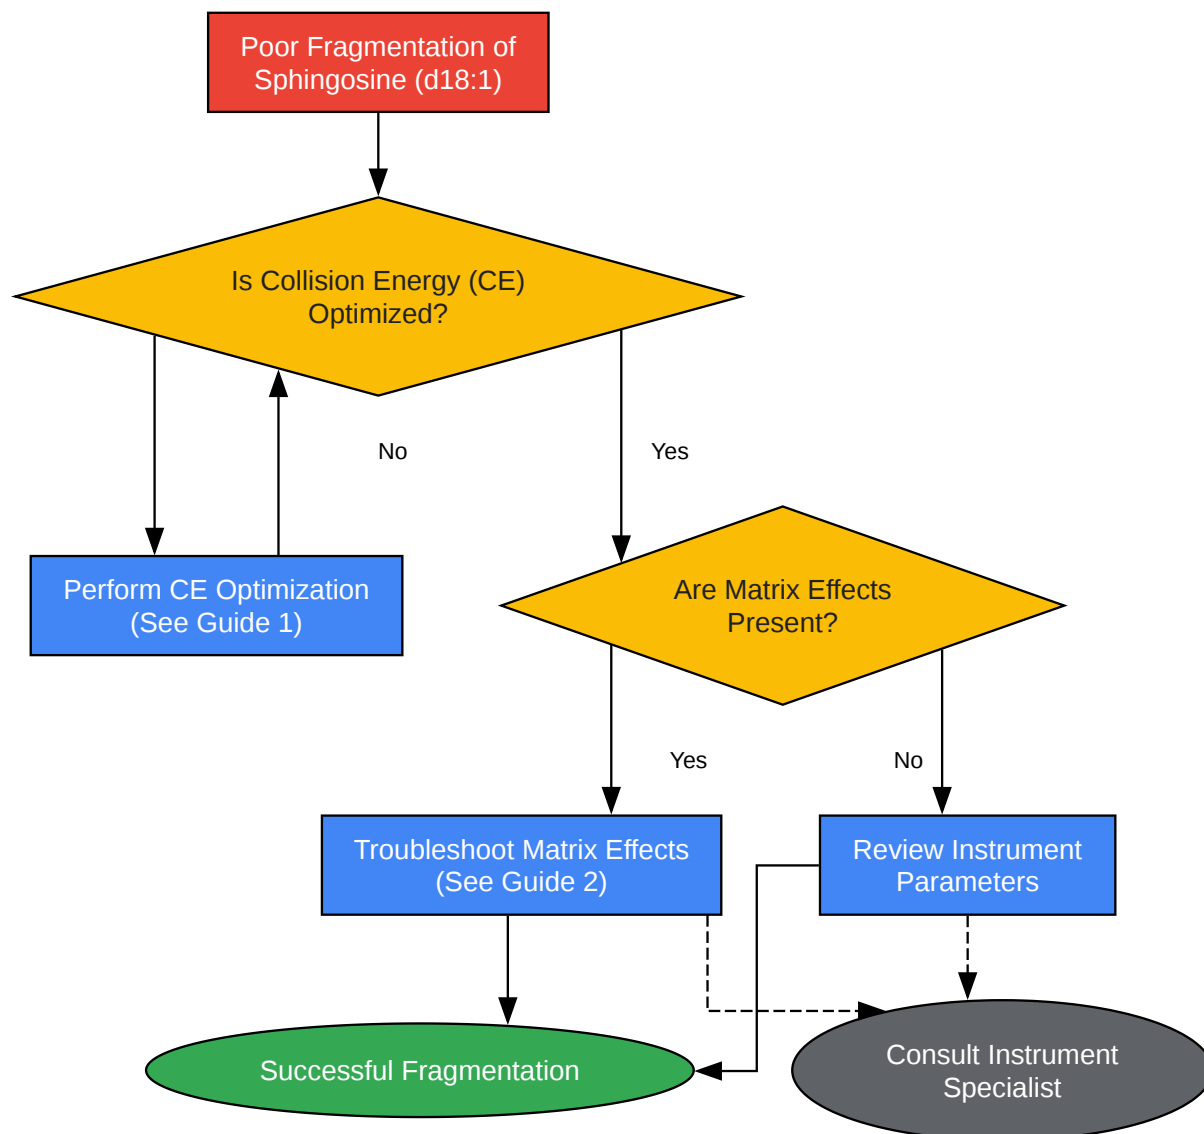 Poor Fragmentation of
Sphingosine (d18:1)
Is Collision Energy (CE)
Optimized?
No
Yes
Perform CE Optimization
(See Guide 1)
Are Matrix Effects
Present?
Yes
No
Troubleshoot Matrix Effects
(See Guide 2)
Review Instrument
Parameters
Successful Fragmentation
Consult Instrument
Specialist